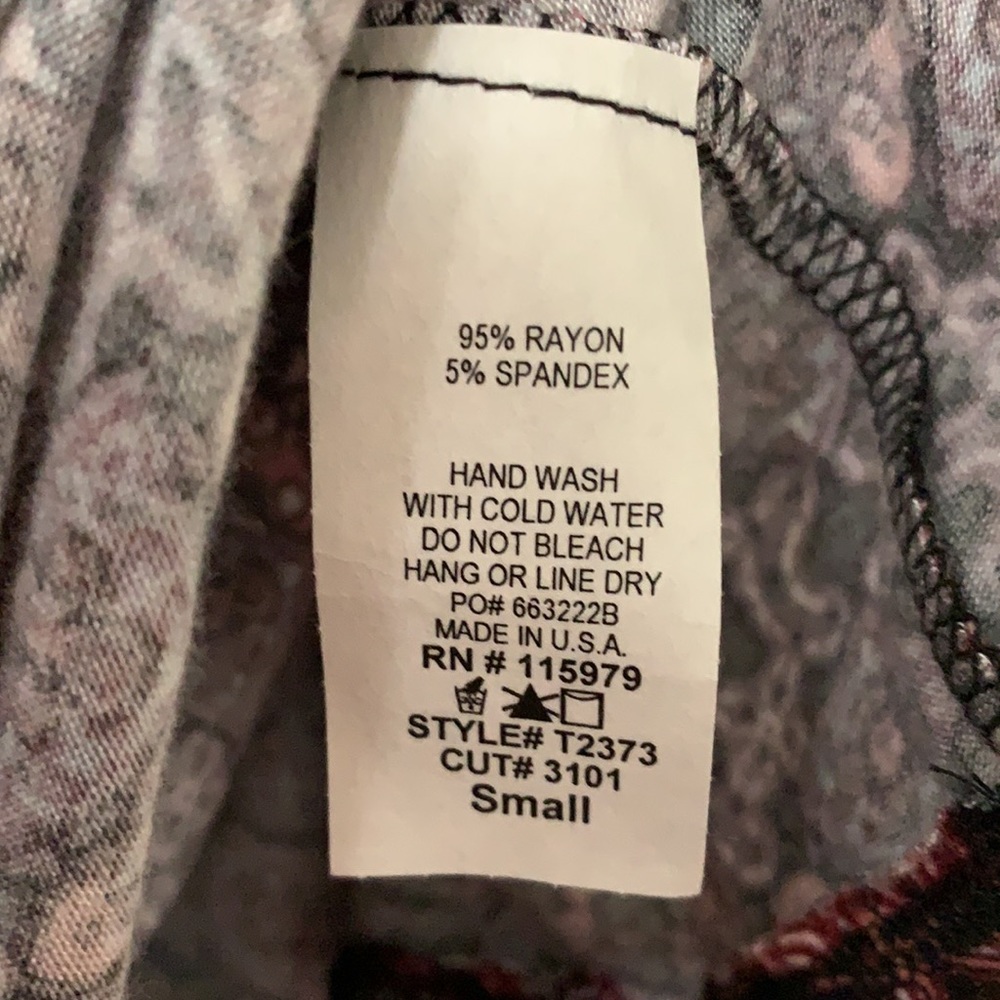 95% RAYON
5% SPANDEX
HAND WASH
WITH COLD WATER
DO NOT BLEACH
HANG OR LINE DRY
PO# 663222B
MADE IN U.S.A.
RN # 115979
STYLE# T2373
CUT# 3101
Small